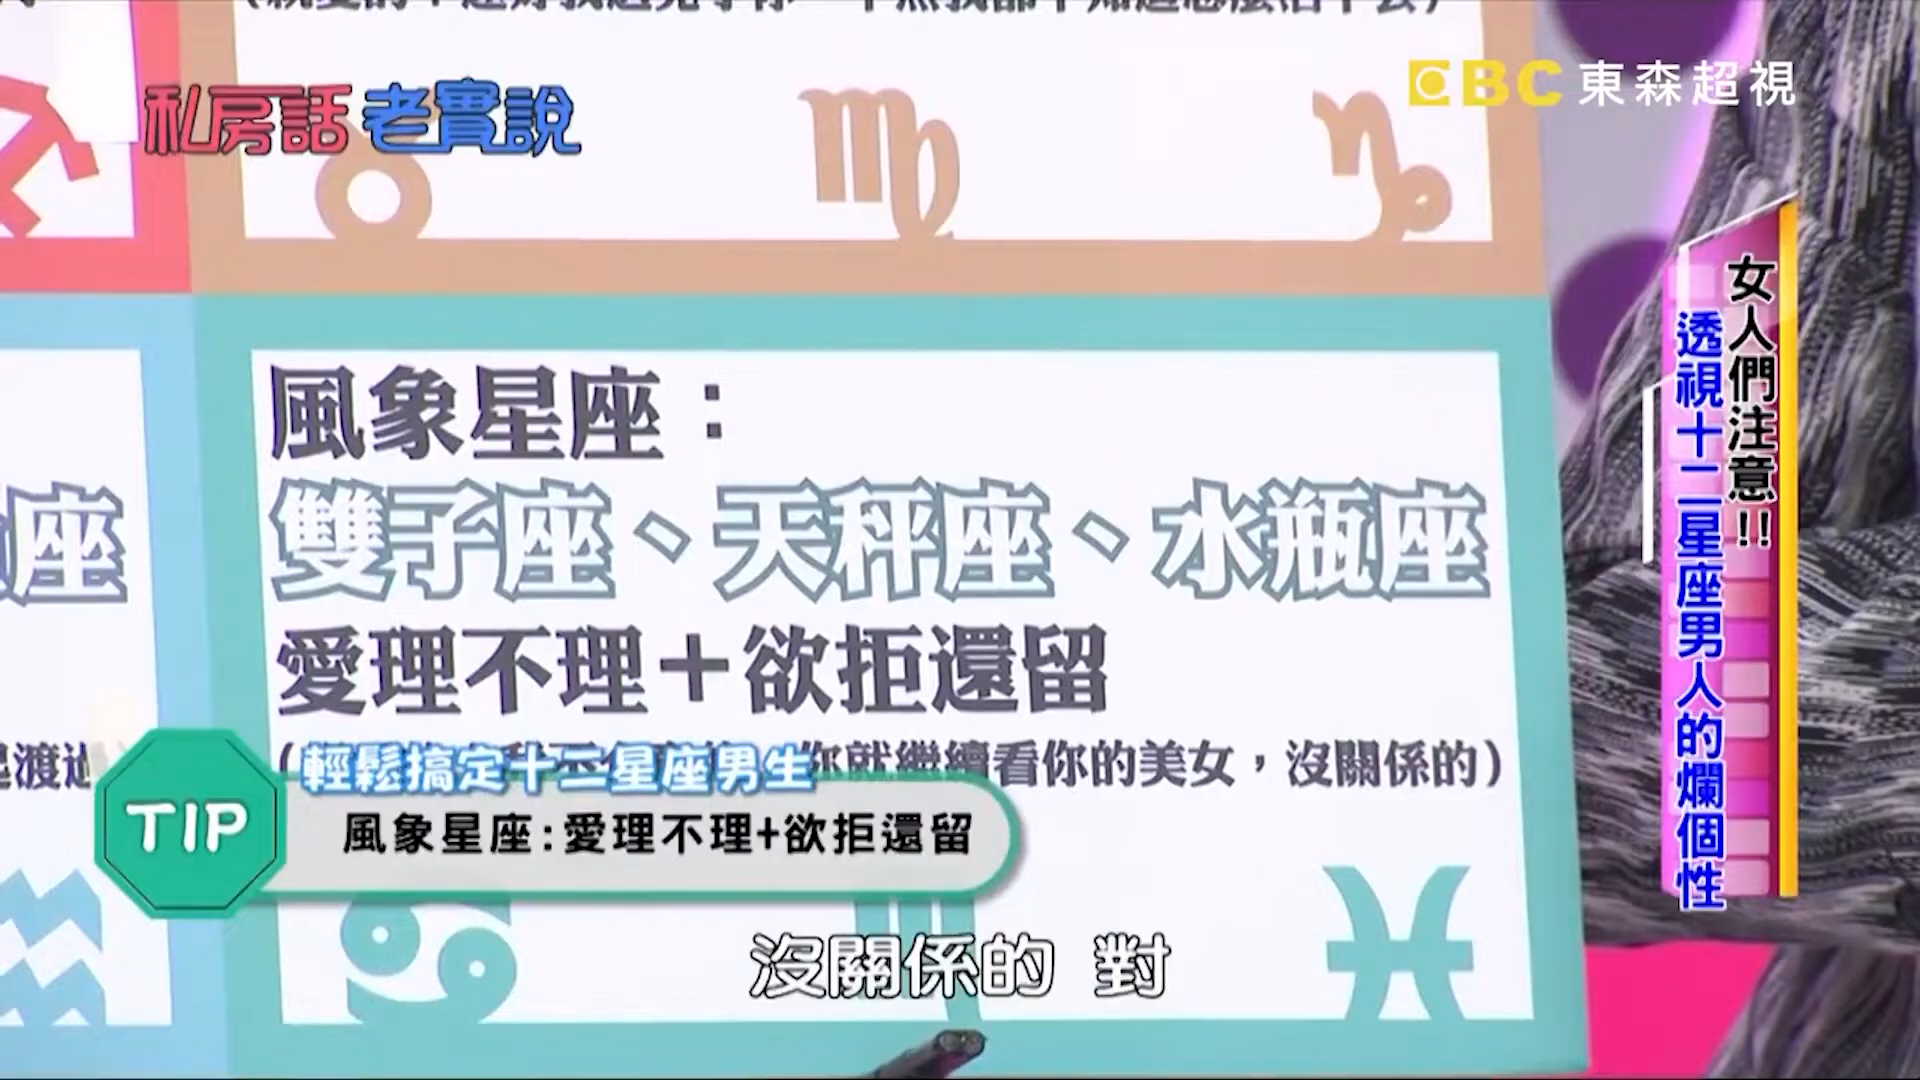 私房話老實說
EBC 東森超視
女人們注意!!
透視十二星座男人的爛個性
風象星座：
雙子座、天秤座、水瓶座
愛理不理＋欲拒還留
你就繼續看你的美女，沒關係的）
座
TIP
輕鬆搞定十二星座男生
風象星座:愛理不理+欲拒還留
沒關係的 對